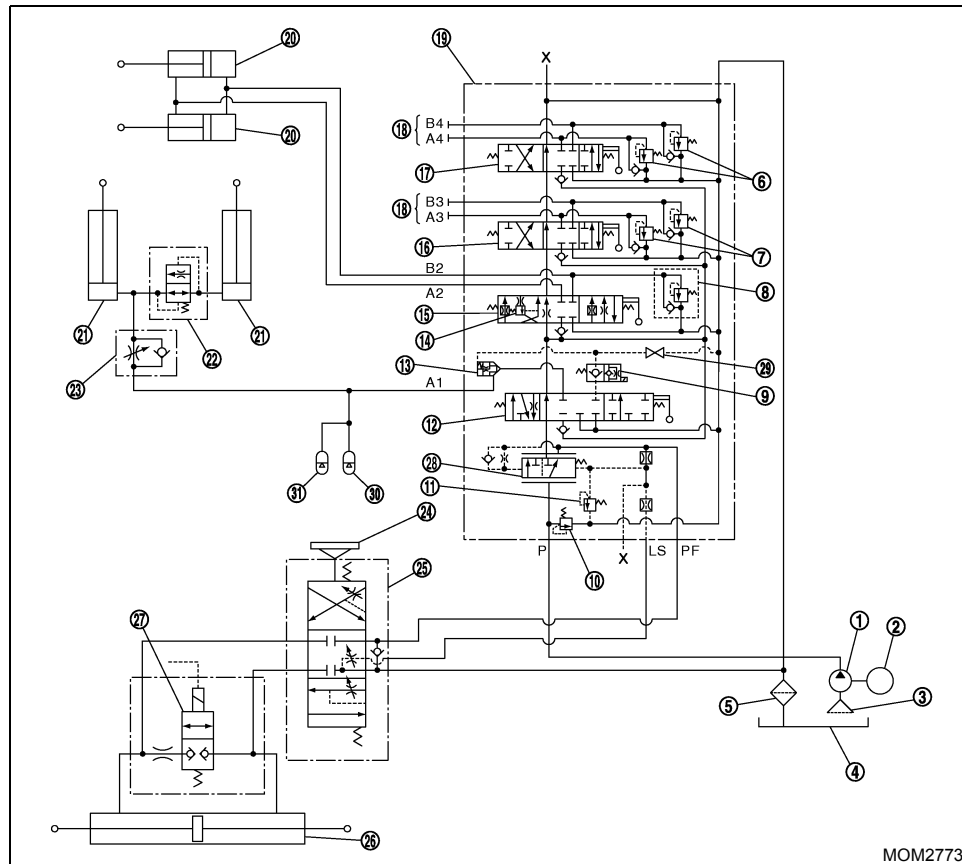 ⑲
X
⑳
⑱ B4
A4
⑳
⑰
⑥
⑱ B3
A3
⑯
⑦
B2
A2
⑧
⑮
⑭
㉑
㉒
㉑
⑬
㉙
㉓
A1
⑨
⑫
㉘
⑪
㉛
㉚
㉔
P
⑩
X
LS
PF
㉕
㉗
①
②
⑤
③
④
㉖
MOM2773